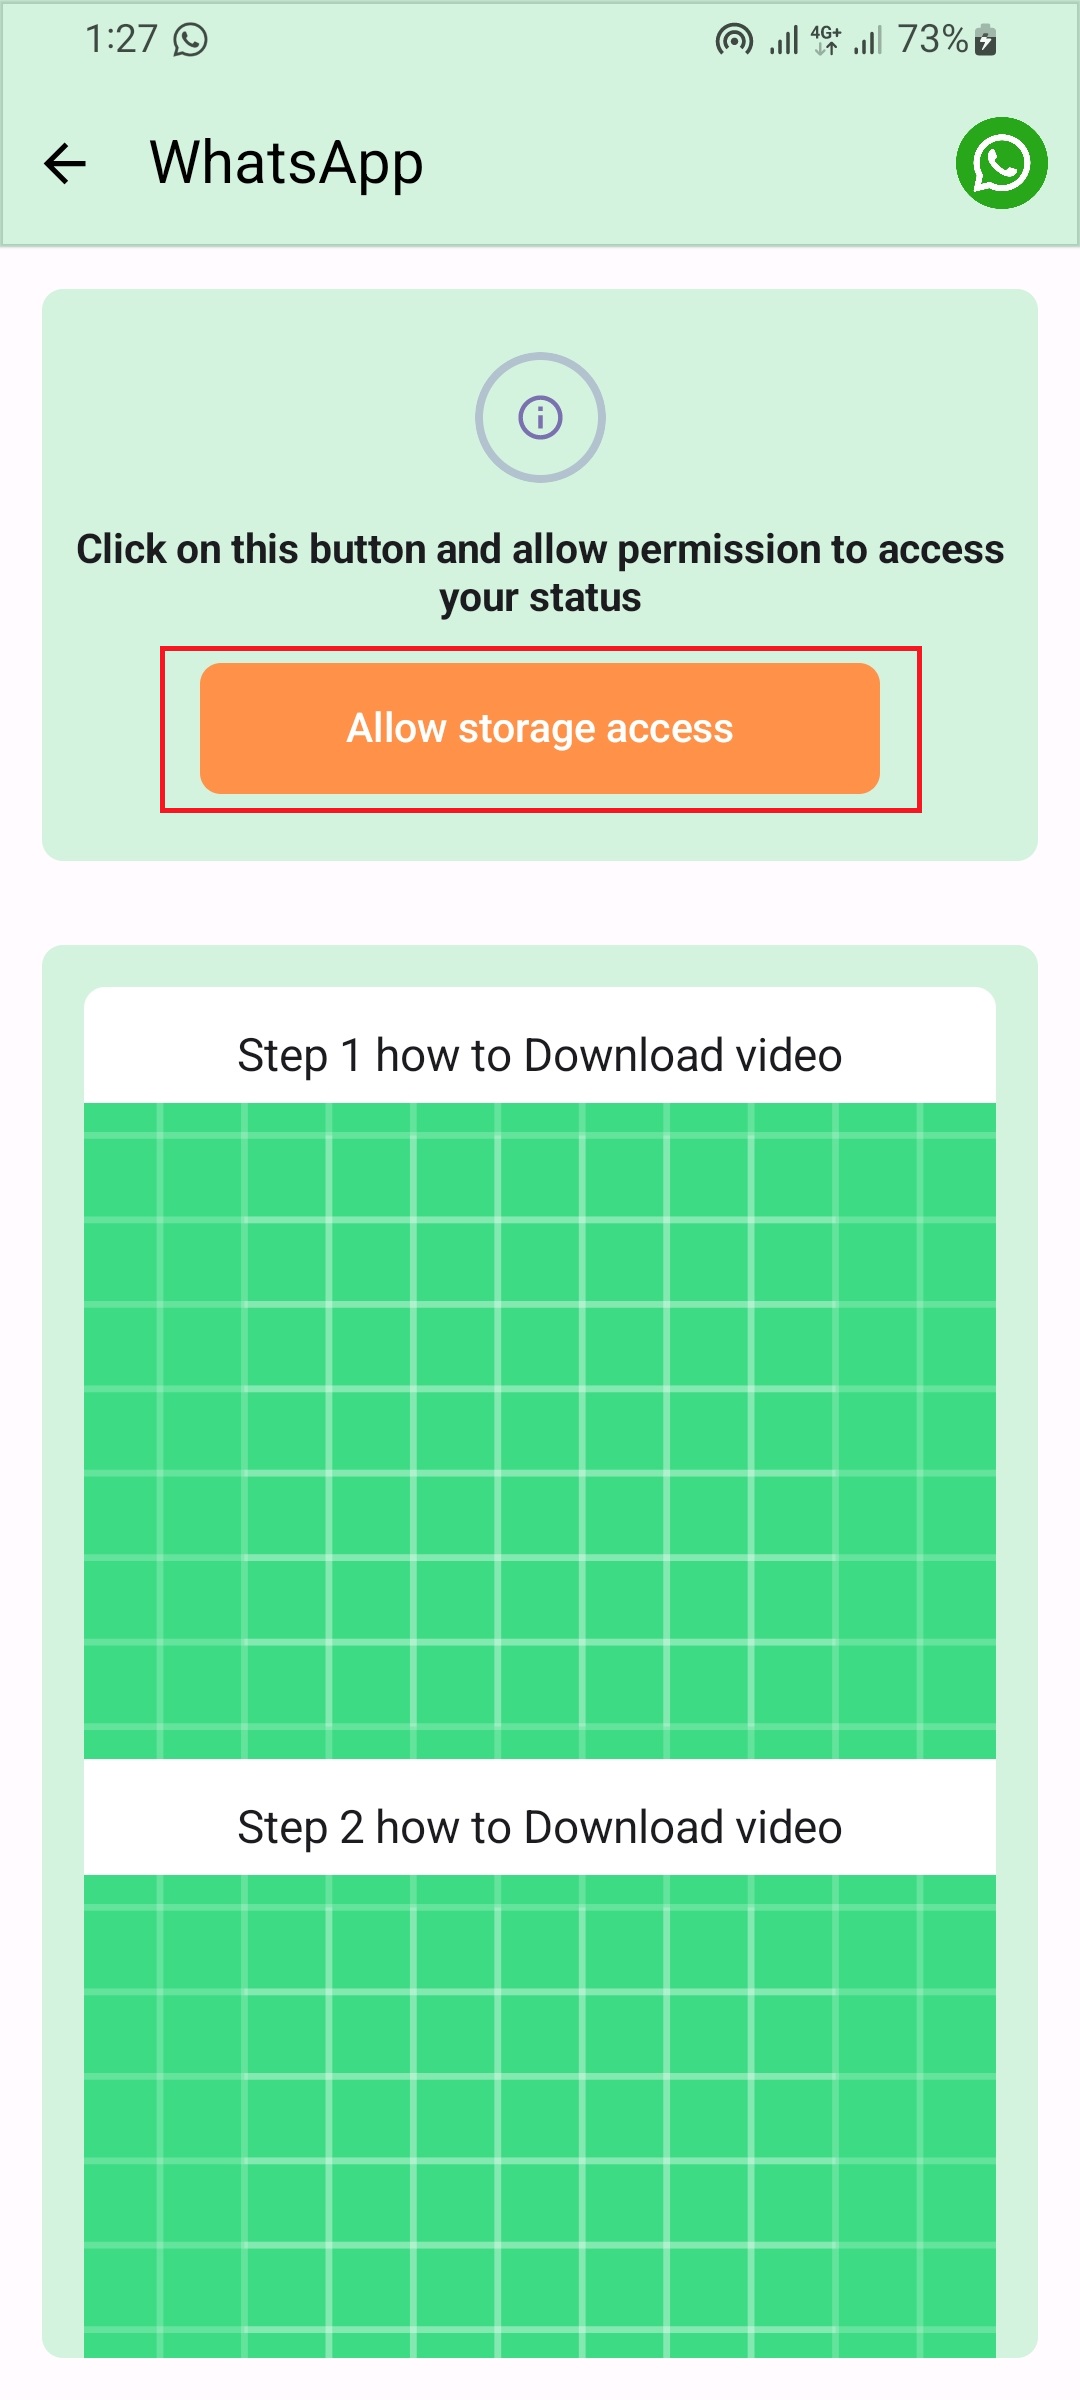 1:27
4G+
73%
WhatsApp
Click on this button and allow permission to access
your status
Allow storage access
Step 1 how to Download video
Step 2 how to Download video